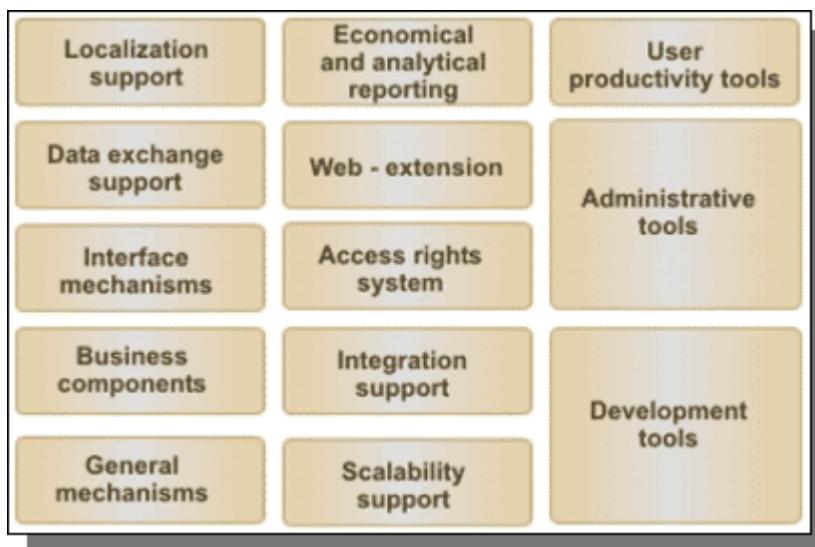 Localization
support
Economical
and analytical
reporting
User
productivity tools
Data exchange
support
Web - extension
Administrative
tools
Interface
mechanisms
Access rights
system
Business
components
Integration
support
Development
tools
General
mechanisms
Scalability
support